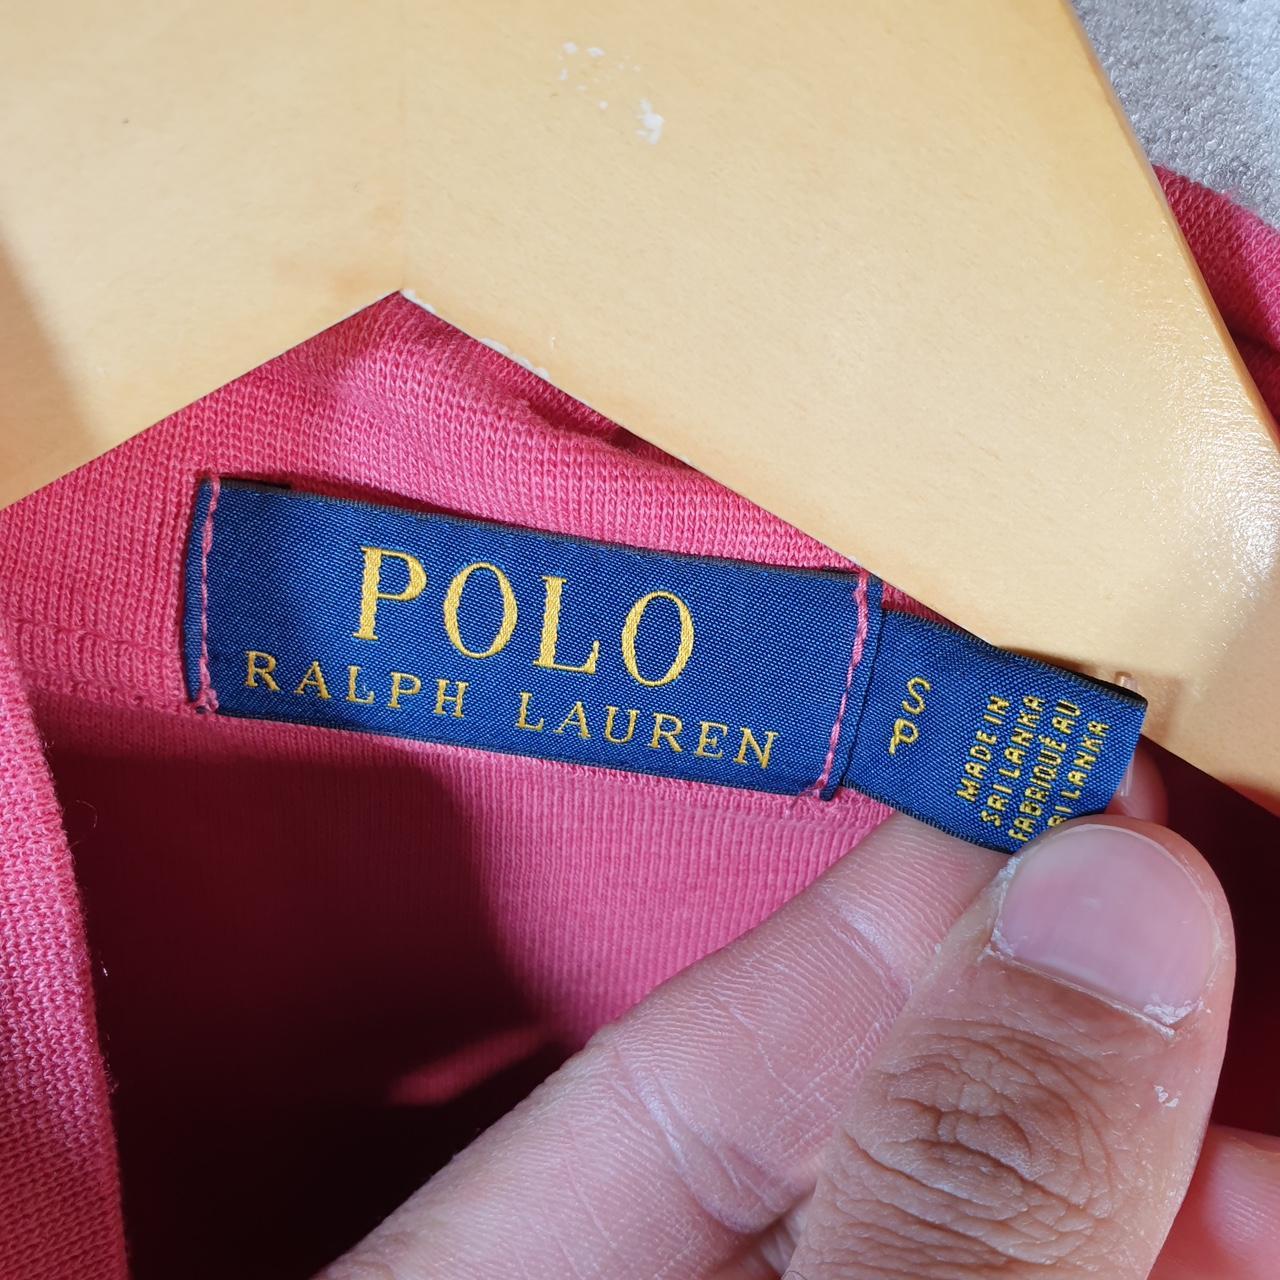 POLO
RALPH LAUREN
S
P
MADE IN
SRI LANKA
FABRIQUÉ AU
SRI LANKA